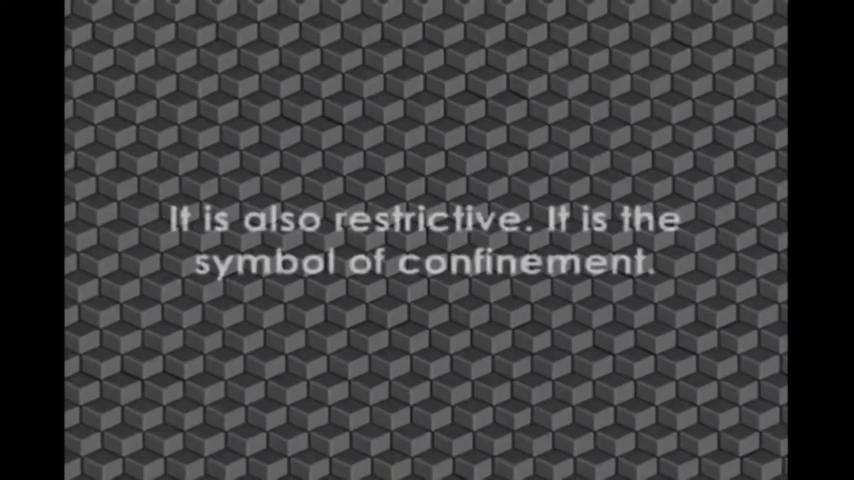 It is also restrictive. It is the
symbol of confinement.